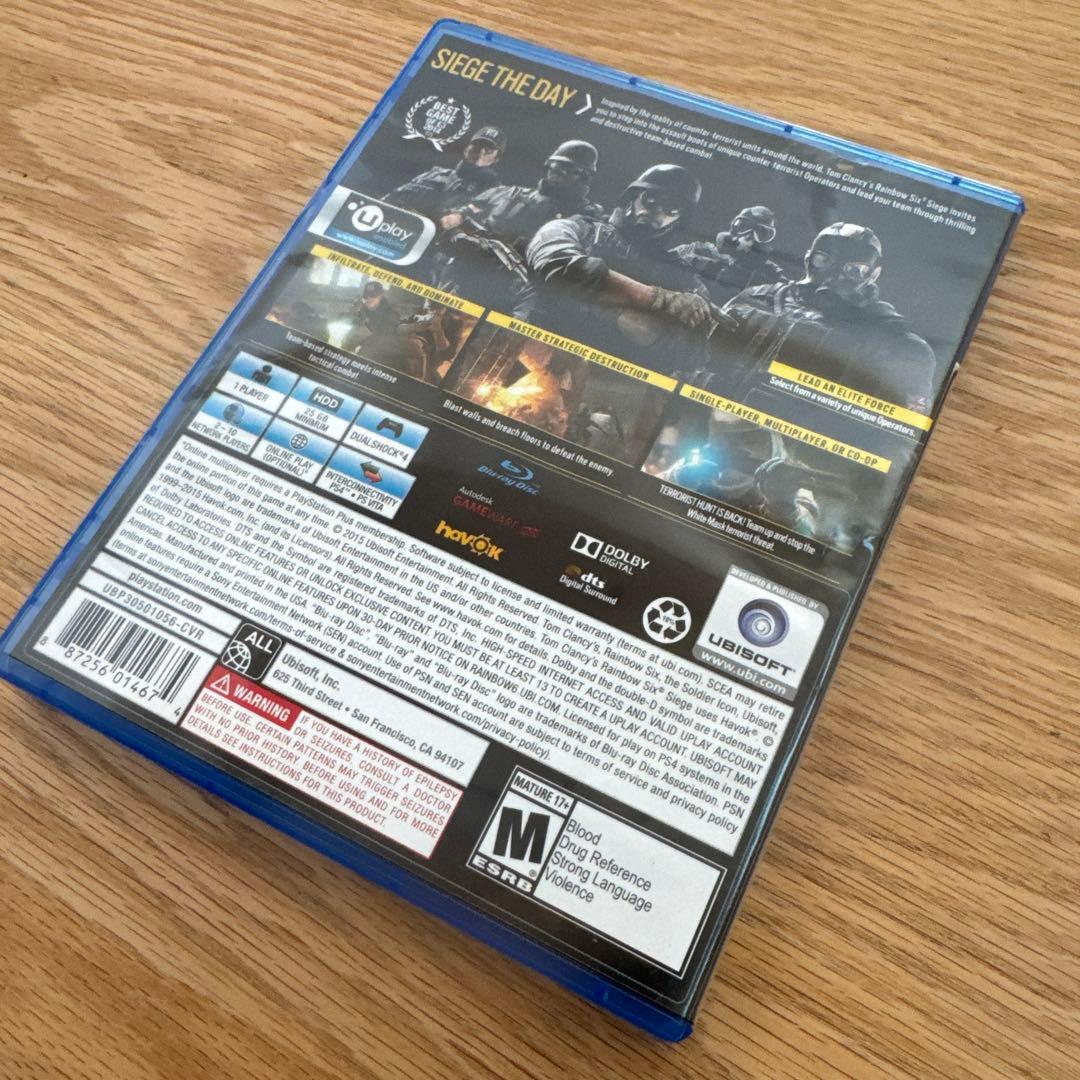 SIEGE THE DAY
Inspired by the reality of counter-terrorist units around the world, Tom Clancy's Rainbow Six® Siege invites
you to step into the assault boots of unique counter-terrorist Operators and lead your team through thrilling
and destructive team-based combat.
BEST
GAME
uplay
enabled
www.uplay.com
INFILTRATE, DEFEND, AND DOMINATE
Team-based strategy meets intense
tactical combat.
MASTER STRATEGIC DESTRUCTION
Blast walls and breach floors to defeat the enemy.
LEAD AN ELITE FORCE
Select from a variety of unique Operators.
SINGLE-PLAYER, MULTIPLAYER, OR CO-OP
TERRORIST HUNT IS BACK! Team up and stop the
White Mask terrorist threat.
1 PLAYER
HDD
25 GB
MINIMUM
DUALSHOCK®4
2-10
NETWORK PLAYERS
ONLINE PLAY
(OPTIONAL)
INTERCONNECTIVITY
PS4™ • PS VITA
Blu-ray Disc
Autodesk
GAMEWARE
havok
DOLBY
DIGITAL
dts
Digital Surround
DEVELOPED & PUBLISHED BY
UBISOFT
www.ubi.com
*Online multiplayer requires a PlayStation Plus membership. Software subject to license and limited warranty (terms at ubi.com). SCEA may retire
the online portion of this game at any time. © 2015 Ubisoft Entertainment. All Rights Reserved. Tom Clancy's, Rainbow Six, the Soldier Icon, Ubisoft,
and the Ubisoft logo are trademarks of Ubisoft Entertainment in the US and/or other countries. Tom Clancy's Rainbow Six® Siege uses Havok®. ©
1999-2015 Havok.com, Inc. (and its Licensors). All Rights Reserved. See www.havok.com for details. Dolby and the double-D symbol are trademarks
of Dolby Laboratories. DTS and the Symbol are registered trademarks of DTS, Inc. HIGH-SPEED INTERNET ACCESS AND VALID UPLAY ACCOUNT
REQUIRED TO ACCESS ONLINE FEATURES OR UNLOCK EXCLUSIVE CONTENT. YOU MUST BE AT LEAST 13 TO CREATE A UPLAY ACCOUNT. UBISOFT MAY
CANCEL ACCESS TO ANY SPECIFIC ONLINE FEATURES UPON 30-DAY PRIOR NOTICE ON RAINBOW6.UBI.COM. Licensed for play on PS4 systems in the
Americas. Manufactured and printed in the USA. "Blu-ray Disc", "Blu-ray" and "Blu-ray Disc" logo are trademarks of Blu-ray Disc Association. PSN
online features require a Sony Entertainment Network (SEN) account. Use of PSN and SEN account are subject to terms of service and privacy policy
(terms at sonyentertainmentnetwork.com/terms-of-service & sonyentertainmentnetwork.com/privacy-policy).
playstation.com
UBP30501056-CVR
8 87256 01467 4
ALL
Ubisoft, Inc.
625 Third Street • San Francisco, CA 94107
WARNING
IF YOU HAVE A HISTORY OF EPILEPSY
OR SEIZURES, CONSULT A DOCTOR
BEFORE USE. CERTAIN PATTERNS MAY TRIGGER SEIZURES
WITH NO PRIOR HISTORY. BEFORE USING AND FOR MORE
DETAILS SEE INSTRUCTIONS FOR THIS PRODUCT.
MATURE 17+
M
ESRB
Blood
Drug Reference
Strong Language
Violence